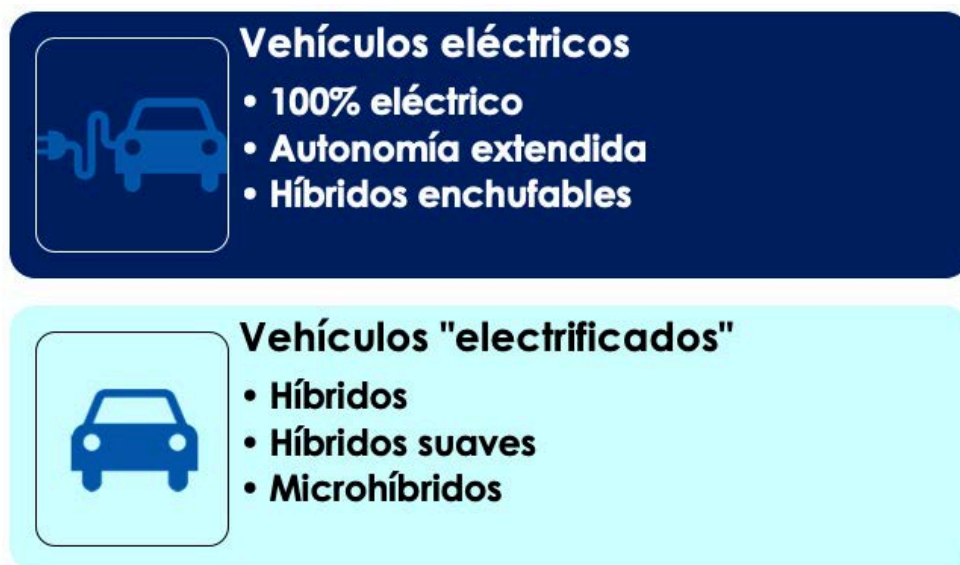 Vehículos eléctricos
• 100% eléctrico
• Autonomía extendida
• Híbridos enchufables
Vehículos "electrificados"
• Híbridos
• Híbridos suaves
• Microhíbridos